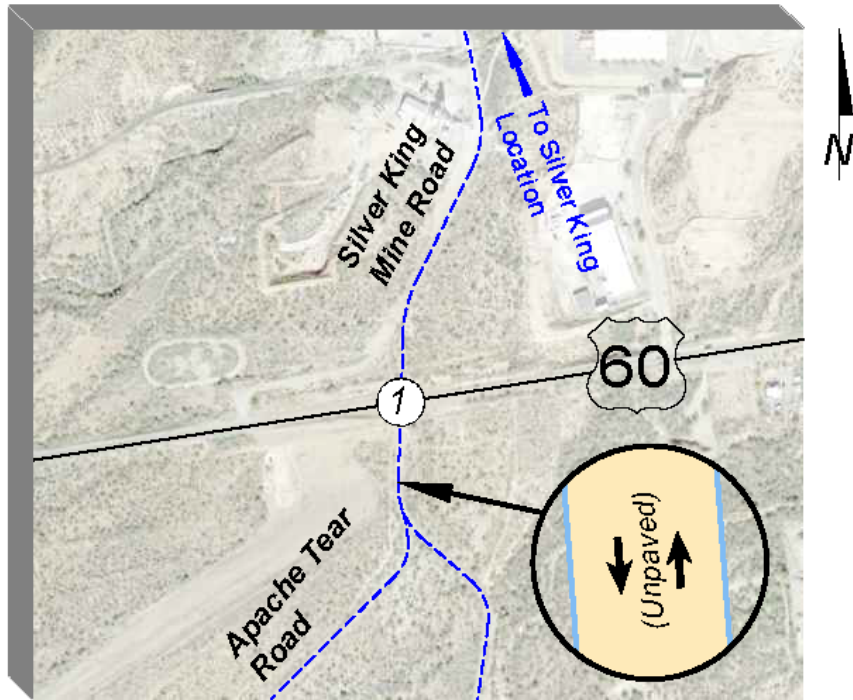 Silver King
Mine Road
To Silver King
Location
N
60
1
Apache Tear
Road
(Unpaved)